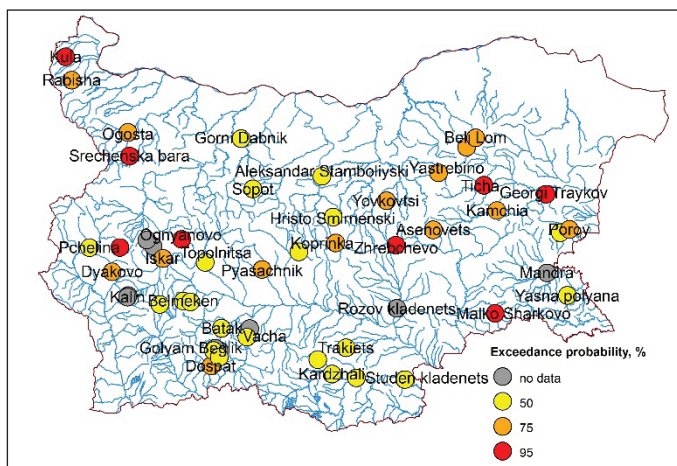 Kula
Rabisha
Ogosta
Gorni Dabnik
Beli Lom
Srechenska bara
Aleksandar Stamboliyski
Yastrebino
Sopot
Ticha
Georgi Traykov
Yovkovtsi
Kamchia
Hristo Smirnenski
Asenovets
Poroy
Ognyanovo
Pchelina
Koprinka
Zhrebchevo
Topolnitsa
Iskar
Dyakovo
Pyasachnik
Mandra
Kalin
Belmeken
Yasna polyana
Rozov kladenets
Malko Sharkovo
Batak
Vacha
Golyam Beglik
Trakiets
Dospat
Kardzhali
Studen kladenets
Exceedance probability, %
no data
50
75
95